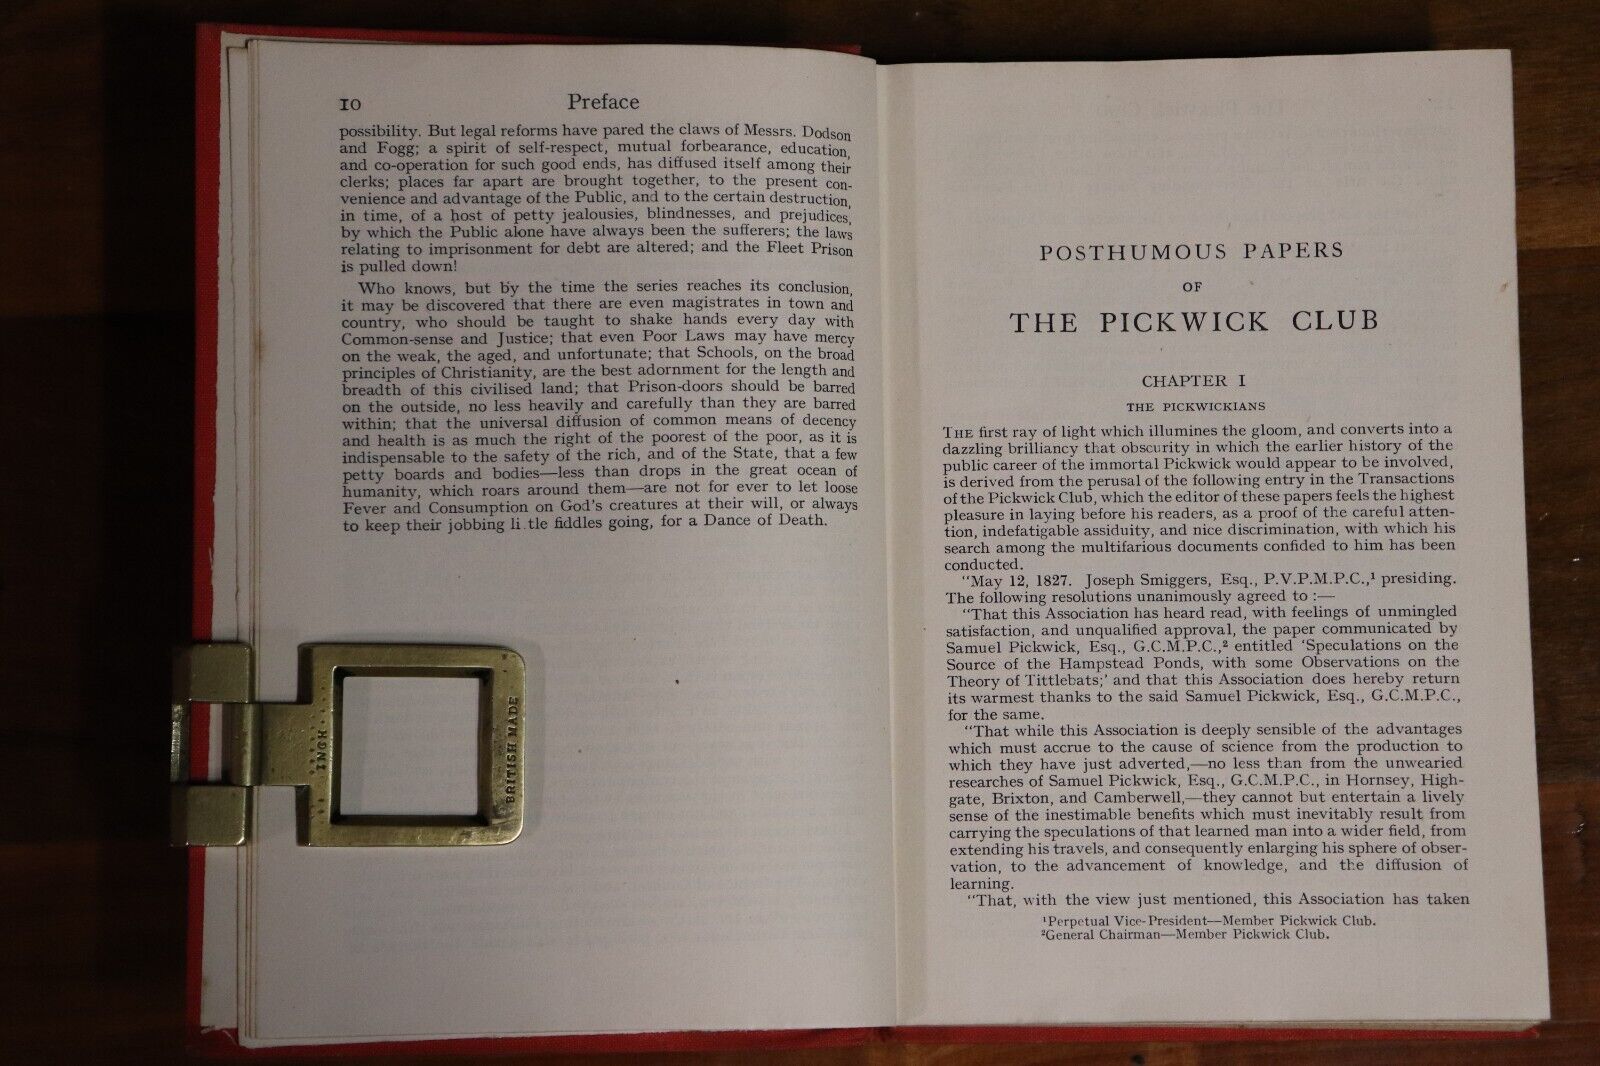 10 Preface
possibility. But legal reforms have pared the claws of Messrs. Dodson
and Fogg; a spirit of self-respect, mutual forbearance, education,
and co-operation for such good ends, has diffused itself among their
clerks; places far apart are brought together, to the present con-
venience and advantage of the Public, and to the certain destruction,
in time, of a host of petty jealousies, blindnesses, and prejudices,
by which the Public alone have always been the sufferers; the laws
relating to imprisonment for debt are altered; and the Fleet Prison
is pulled down!
Who knows, but by the time the series reaches its conclusion,
it may be discovered that there are even magistrates in town and
country, who should be taught to shake hands every day with
Common-sense and Justice; that even Poor Laws may have mercy
on the weak, the aged, and unfortunate; that Schools, on the broad
principles of Christianity, are the best adornment for the length and
breadth of this civilised land; that Prison-doors should be barred
on the outside, no less heavily and carefully than they are barred
within; that the universal diffusion of common means of decency
and health is as much the right of the poorest of the poor, as it is
indispensable to the safety of the rich, and of the State, that a few
petty boards and bodies—less than drops in the great ocean of
humanity, which roars around them—are not for ever to let loose
Fever and Consumption on God's creatures at their will, or always
to keep their jobbing li tle fiddles going, for a Dance of Death.
INGH
BRITISH MADE
POSTHUMOUS PAPERS
OF
THE PICKWICK CLUB
CHAPTER I
THE PICKWICKIANS
THE first ray of light which illumines the gloom, and converts into a
dazzling brilliancy that obscurity in which the earlier history of the
public career of the immortal Pickwick would appear to be involved,
is derived from the perusal of the following entry in the Transactions
of the Pickwick Club, which the editor of these papers feels the highest
pleasure in laying before his readers, as a proof of the careful atten-
tion, indefatigable assiduity, and nice discrimination, with which his
search among the multifarious documents confided to him has been
conducted.
"May 12, 1827. Joseph Smiggers, Esq., P.V.P.M.P.C.,¹ presiding.
The following resolutions unanimously agreed to :—
"That this Association has heard read, with feelings of unmingled
satisfaction, and unqualified approval, the paper communicated by
Samuel Pickwick, Esq., G.C.M.P.C.,² entitled 'Speculations on the
Source of the Hampstead Ponds, with some Observations on the
Theory of Tittlebats;' and that this Association does hereby return
its warmest thanks to the said Samuel Pickwick, Esq., G.C.M.P.C.,
for the same.
"That while this Association is deeply sensible of the advantages
which must accrue to the cause of science from the production to
which they have just adverted,—no less than from the unwearied
researches of Samuel Pickwick, Esq., G.C.M.P.C., in Hornsey, High-
gate, Brixton, and Camberwell,—they cannot but entertain a lively
sense of the inestimable benefits which must inevitably result from
carrying the speculations of that learned man into a wider field, from
extending his travels, and consequently enlarging his sphere of obser-
vation, to the advancement of knowledge, and the diffusion of
learning.
"That, with the view just mentioned, this Association has taken
¹Perpetual Vice-President—Member Pickwick Club.
²General Chairman—Member Pickwick Club.